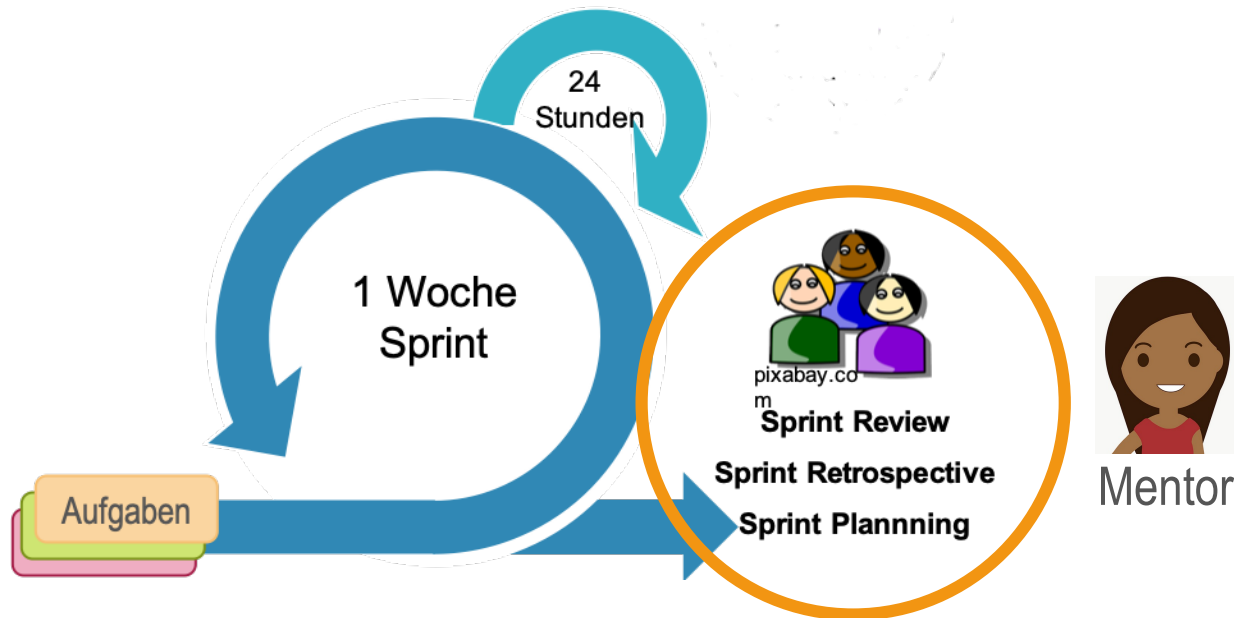 24
Stunden
1 Woche
Sprint
pixabay.co
m
Sprint Review
Sprint Retrospective
Sprint Plannning
Mentor
Aufgaben